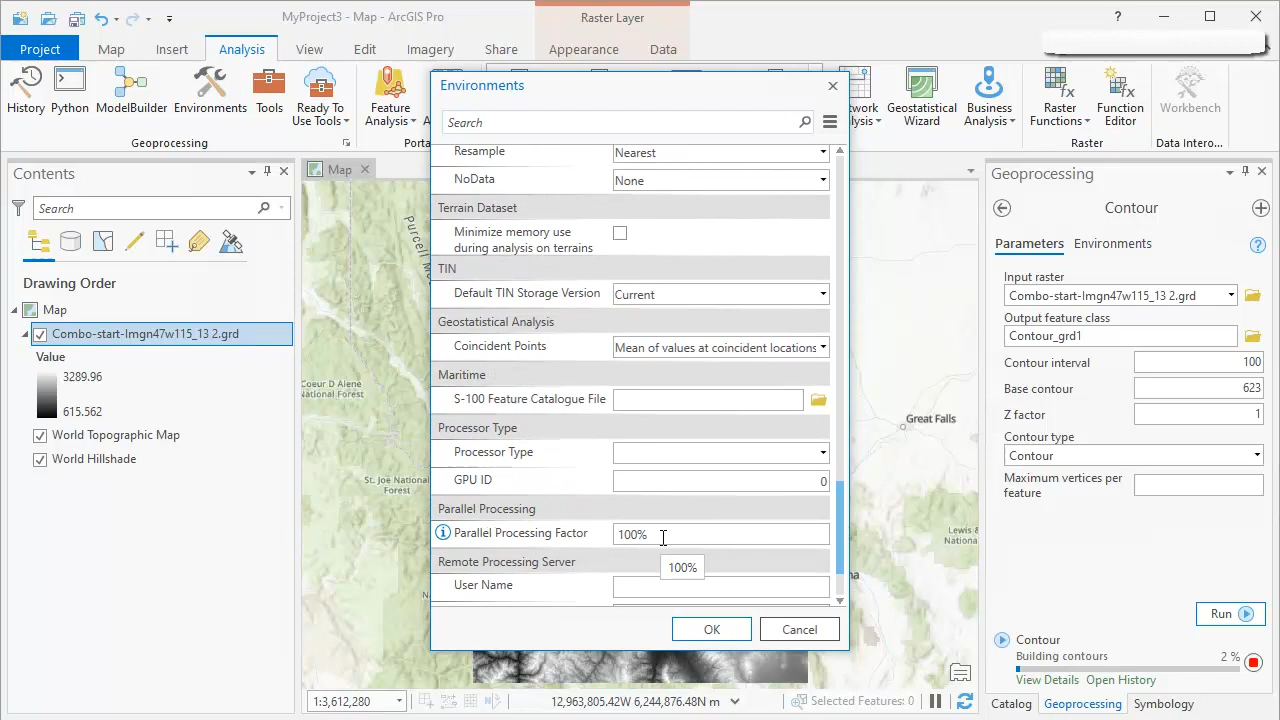 MyProject3 - Map - ArcGIS Pro
Raster Layer
?
Project
Map
Insert
Analysis
View
Edit
Imagery
Share
Appearance
Data
History
Python
ModelBuilder
Environments
Tools
Ready To
Use Tools
Feature
Analysis
Geostatistical
Wizard
Business
Analysis
Raster
Functions
Function
Editor
Workbench
Geoprocessing
Raster
Data Intero...
Contents
Search
Drawing Order
Map
Combo-start-Imgn47w115_13 2.grd
Value
3289.96
615.562
World Topographic Map
World Hillshade
Map
Purcell
Coeur D Alene
National Forest
St. Joe National
Forest
Great Falls
Lewis &
Nationa
1:3,612,280
12,963,805.42W 6,244,876.48N m
Selected Features: 0
Environments
Search
Resample
Nearest
NoData
None
Terrain Dataset
Minimize memory use
during analysis on terrains
TIN
Default TIN Storage Version
Current
Geostatistical Analysis
Coincident Points
Mean of values at coincident locations
Maritime
S-100 Feature Catalogue File
Processor Type
Processor Type
GPU ID
0
Parallel Processing
Parallel Processing Factor
100%
100%
Remote Processing Server
User Name
OK
Cancel
Geoprocessing
Contour
Parameters
Environments
?
Input raster
Combo-start-Imgn47w115_13 2.grd
Output feature class
Contour_grd1
Contour interval
100
Base contour
623
Z factor
1
Contour type
Contour
Maximum vertices per
feature
Run
Contour
Building contours
2 %
View Details
Open History
Catalog
Geoprocessing
Symbology